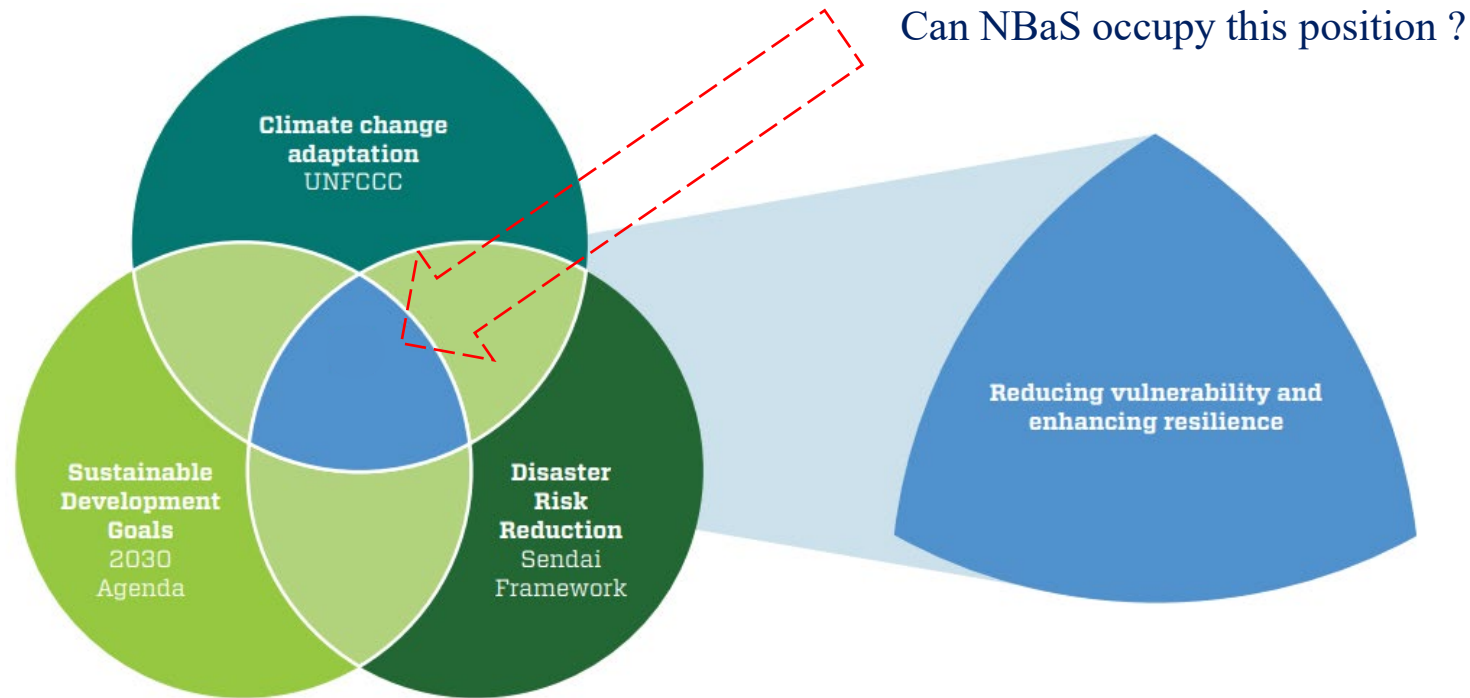 Can NBaS occupy this position ?
Climate change
adaptation
UNFCCC
Sustainable
Development
Goals
2030
Agenda
Disaster
Risk
Reduction
Sendai
Framework
Reducing vulnerability and
enhancing resilience